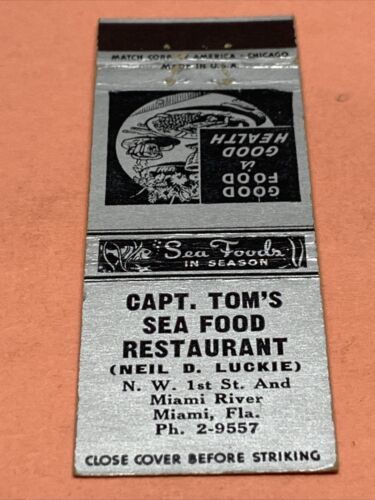 MATCH CORP. OF AMERICA - CHICAGO
MADE IN U.S.A.
GOOD
FOOD
is
GOOD
HEALTH
Sea Foods
IN SEASON
CAPT. TOM'S
SEA FOOD
RESTAURANT
(NEIL D. LUCKIE)
N. W. 1st St. And
Miami River
Miami, Fla.
Ph. 2-9557
CLOSE COVER BEFORE STRIKING